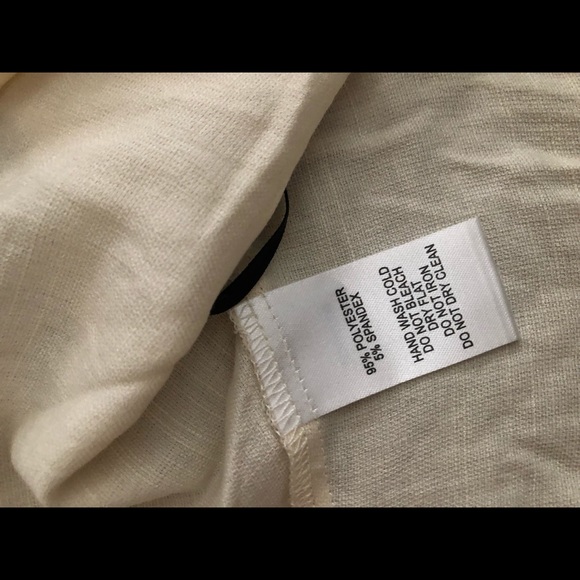 95% POLYESTER
5% SPANDEX
HAND WASH COLD
DO NOT BLEACH
DRY FLAT
DO NOT IRON
DO NOT DRY CLEAN